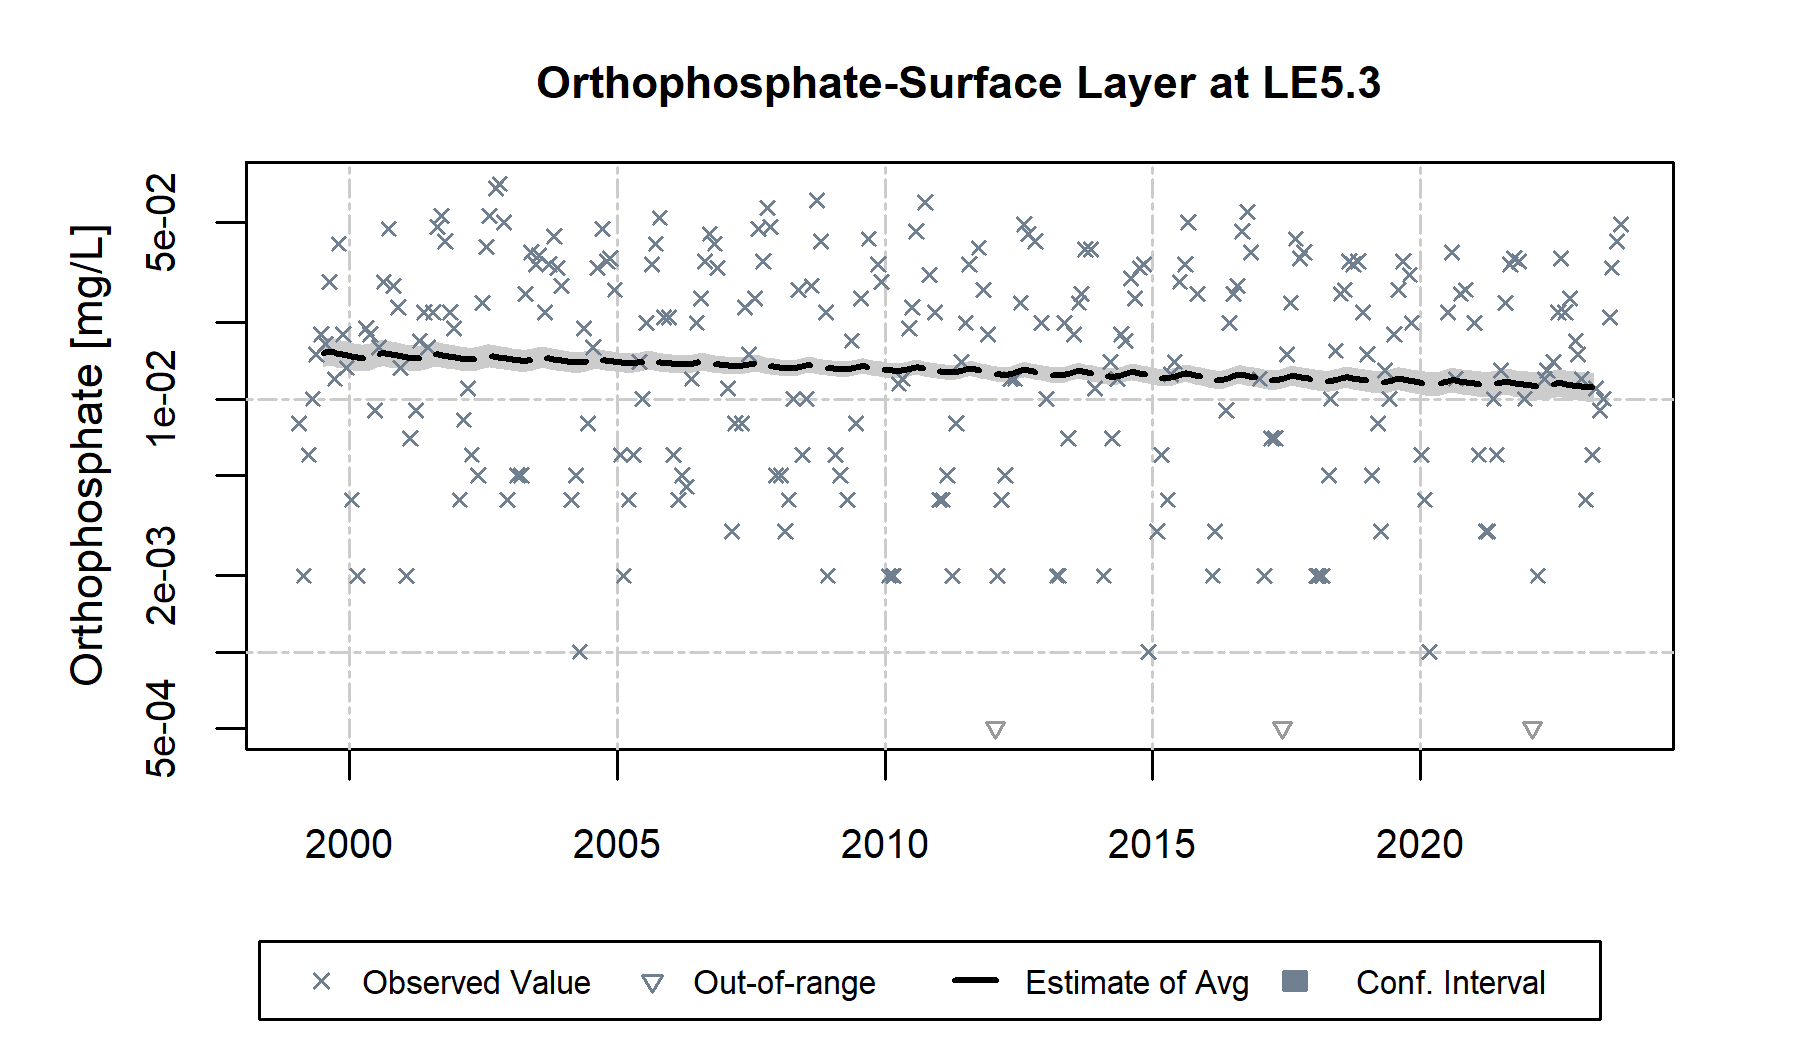 Orthophosphate-Surface Layer at LE5.3
Orthophosphate [mg/L]
5e-02
1e-02
2e-03
5e-04
2000 2005 2010 2015 2020
Observed Value Out-of-range Estimate of Avg Conf. Interval